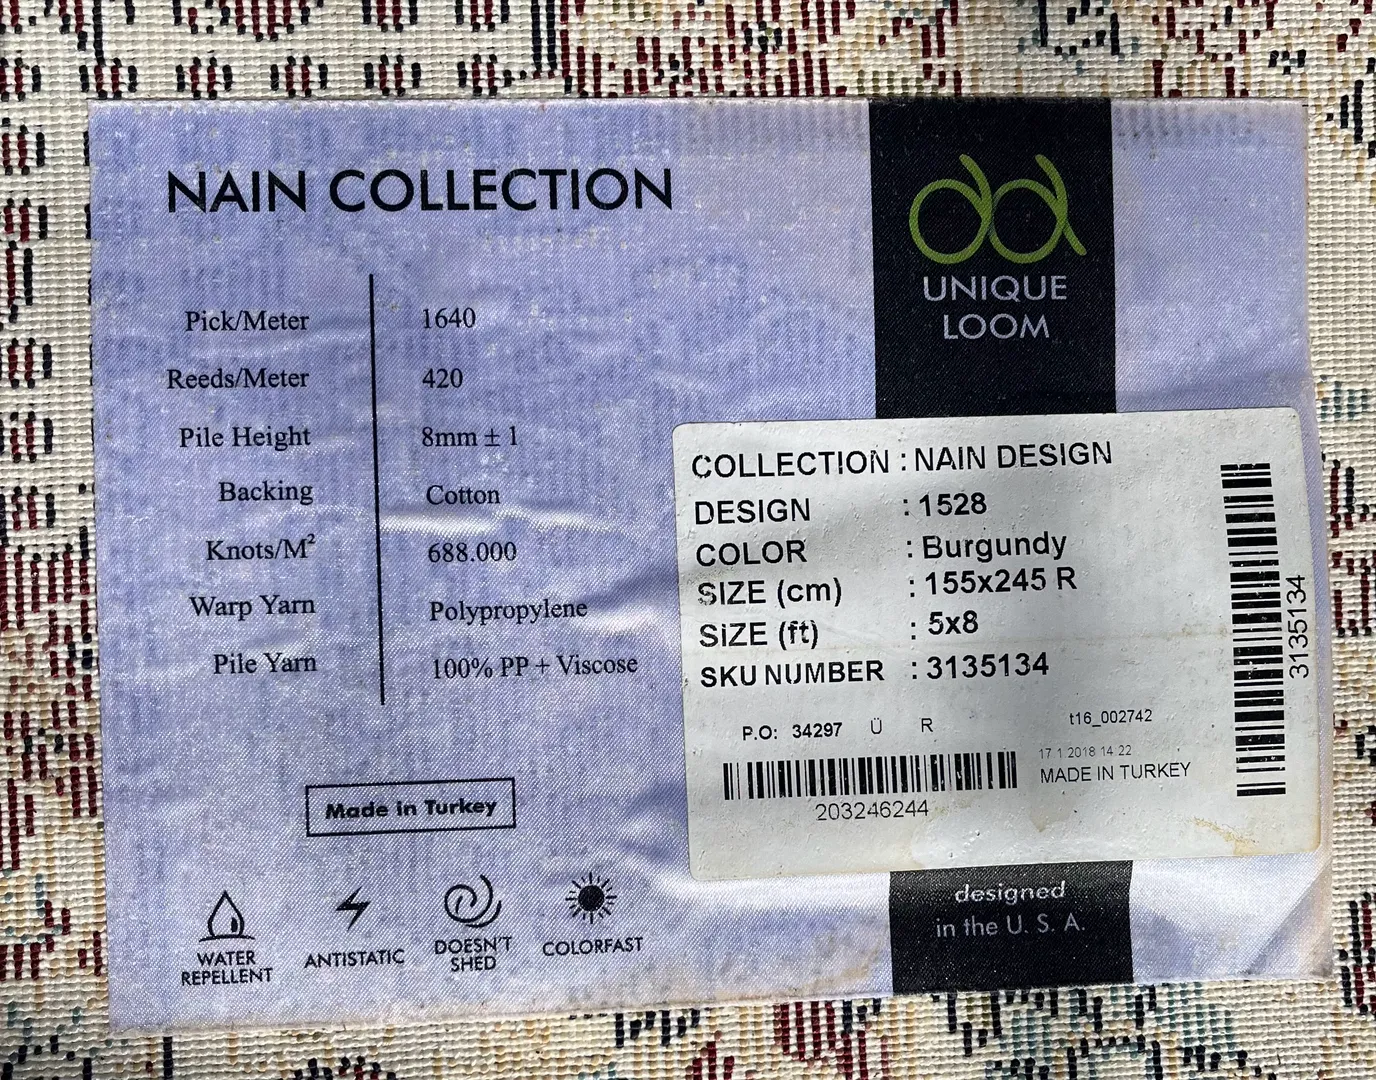 NAIN COLLECTION
Pick/Meter 1640
Reeds/Meter 420
Pile Height 8mm ± 1
Backing Cotton
Knots/M² 688.000
Warp Yarn Polypropylene
Pile Yarn 100% PP + Viscose
Made in Turkey
WATER
REPELLENT
ANTISTATIC
DOESN'T
SHED
COLORFAST
UNIQUE
LOOM
COLLECTION : NAIN DESIGN
DESIGN : 1528
COLOR : Burgundy
SIZE (cm) : 155x245 R
SİZE (ft) : 5x8
SKU NUMBER : 3135134
P.O: 34297 Ü R t16_002742
17.1.2018 14.22
MADE IN TURKEY
203246244
3135134
designed
in the U. S. A.